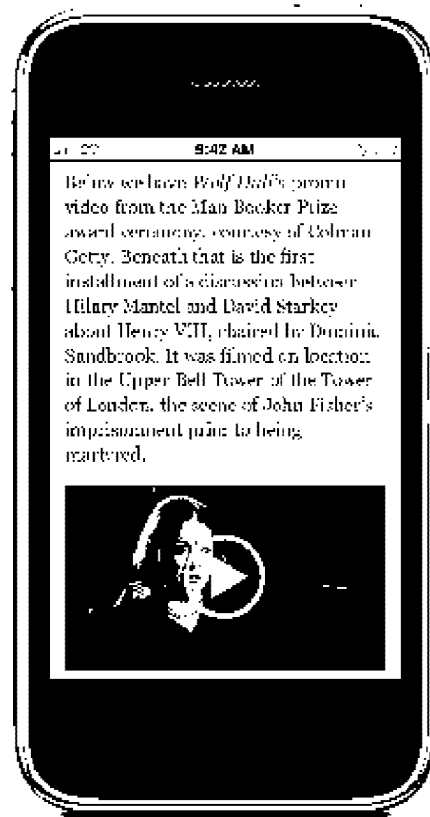 9:42 AM
Below we have Wolf Hall's promo
video from the Man Booker Prize
award ceremony, courtesy of Colman
Getty. Beneath that is the first
installment of a discussion between
Hilary Mantel and David Starkey
about Henry VIII, chaired by Dominic
Sandbrook. It was filmed on location
in the Upper Bell Tower of the Tower
of London, the scene of John Fisher's
imprisonment prior to being
martyred.